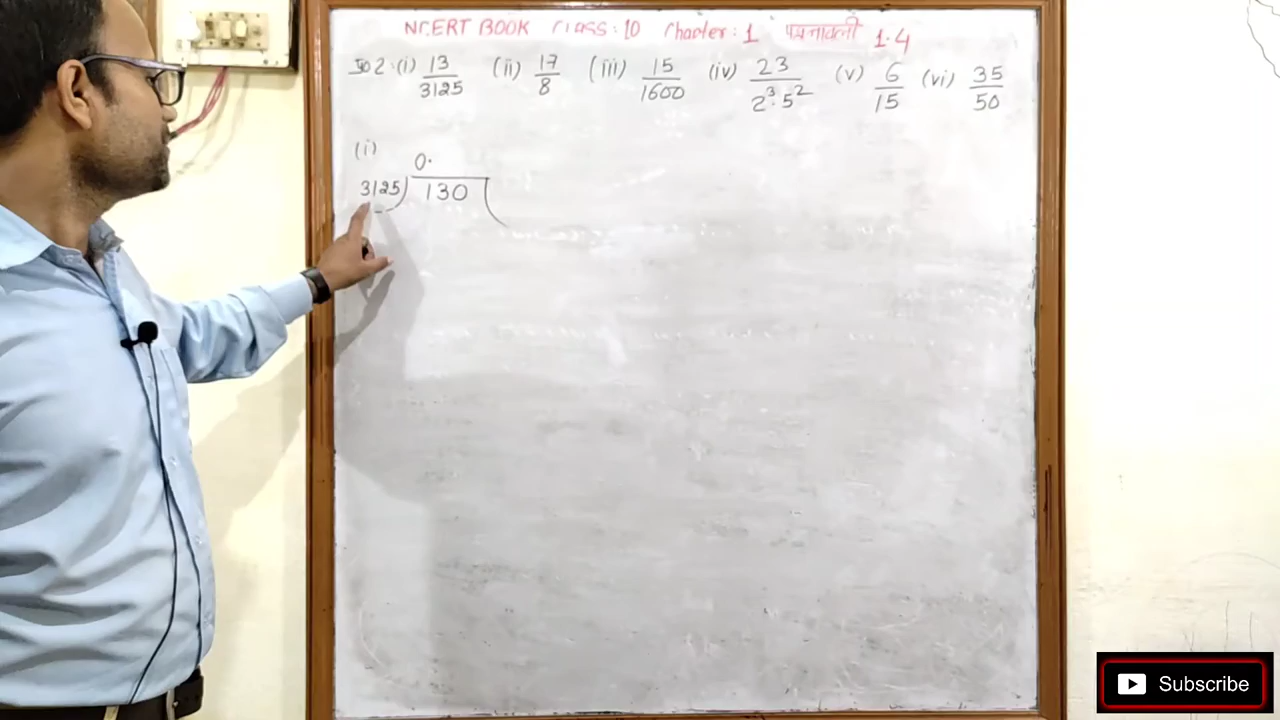 NCERT BOOK Class:10 Chapter:1 प्रश्नावली 1.4
उ०2.(i) 13/3125 (ii) 17/8 (iii) 15/1600 (iv) 23/2³.5² (v) 6/15 (vi) 35/50
(i)
0.
3125) 130 (
Subscribe